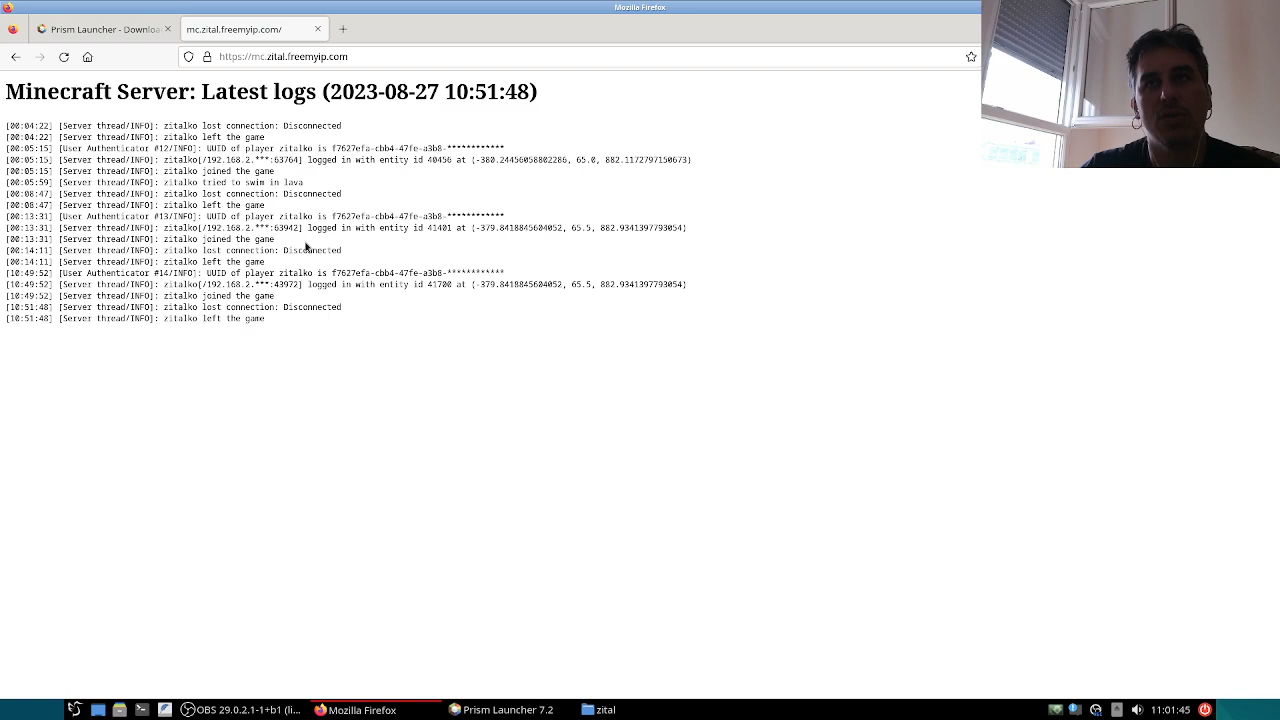 Mozilla Firefox
Prism Launcher - Downloa
mc.zital.freemyip.com/
https://mc.zital.freemyip.com
Minecraft Server: Latest logs (2023-08-27 10:51:48)
[00:04:22] [Server thread/INFO]: zitalko lost connection: Disconnected
[00:04:22] [Server thread/INFO]: zitalko left the game
[00:05:15] [User Authenticator #12/INFO]: UUID of player zitalko is f7627efa-cbb4-47fe-a3b8-************
[00:05:15] [Server thread/INFO]: zitalko[/192.168.2.***:63764] logged in with entity id 40456 at (-380.24456058802286, 65.0, 882.1172797150673)
[00:05:15] [Server thread/INFO]: zitalko joined the game
[00:05:59] [Server thread/INFO]: zitalko tried to swim in lava
[00:08:47] [Server thread/INFO]: zitalko lost connection: Disconnected
[00:08:47] [Server thread/INFO]: zitalko left the game
[00:13:31] [User Authenticator #13/INFO]: UUID of player zitalko is f7627efa-cbb4-47fe-a3b8-************
[00:13:31] [Server thread/INFO]: zitalko[/192.168.2.***:63942] logged in with entity id 41401 at (-379.8418845604052, 65.5, 882.9341397793054)
[00:13:31] [Server thread/INFO]: zitalko joined the game
[00:14:11] [Server thread/INFO]: zitalko lost connection: Disconnected
[00:14:11] [Server thread/INFO]: zitalko left the game
[10:49:52] [User Authenticator #14/INFO]: UUID of player zitalko is f7627efa-cbb4-47fe-a3b8-************
[10:49:52] [Server thread/INFO]: zitalko[/192.168.2.***:43972] logged in with entity id 41700 at (-379.8418845604052, 65.5, 882.9341397793054)
[10:49:52] [Server thread/INFO]: zitalko joined the game
[10:51:48] [Server thread/INFO]: zitalko lost connection: Disconnected
[10:51:48] [Server thread/INFO]: zitalko left the game
OBS 29.0.2.1-1+b1 (li...
Mozilla Firefox
Prism Launcher 7.2
zital
11:01:45